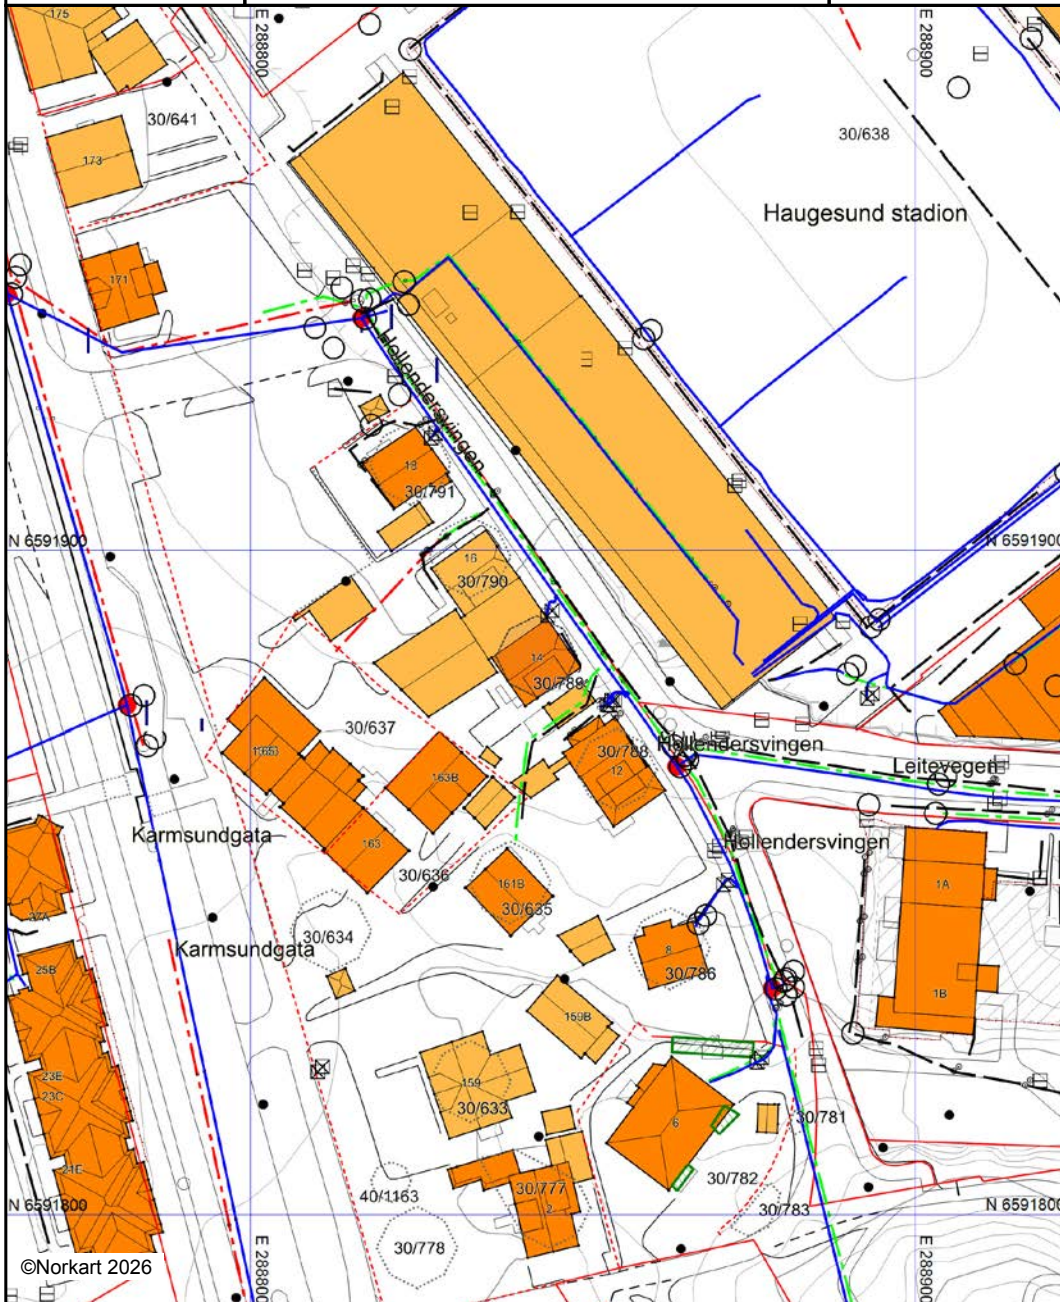 175
E 288800
E 288900
30/641
30/638
173
Haugesund stadion
171
Hollendersvingen
18
30/791
N 6591900
N 6591900
16
30/790
14
30/789
30/637
30/788
Hollendersvingen
12
Leitevegen
163B
Karmsundgata
163
Hollendersvingen
30/636
161B
1A
30/635
37A
30/634
Karmsundgata
8
30/786
25B
1B
159B
23E
159
23C
30/633
30/781
6
21E
30/782
40/1163
30/777
2
N 6591800
30/783
N 6591800
30/778
©Norkart 2026
E 288800
E 288900